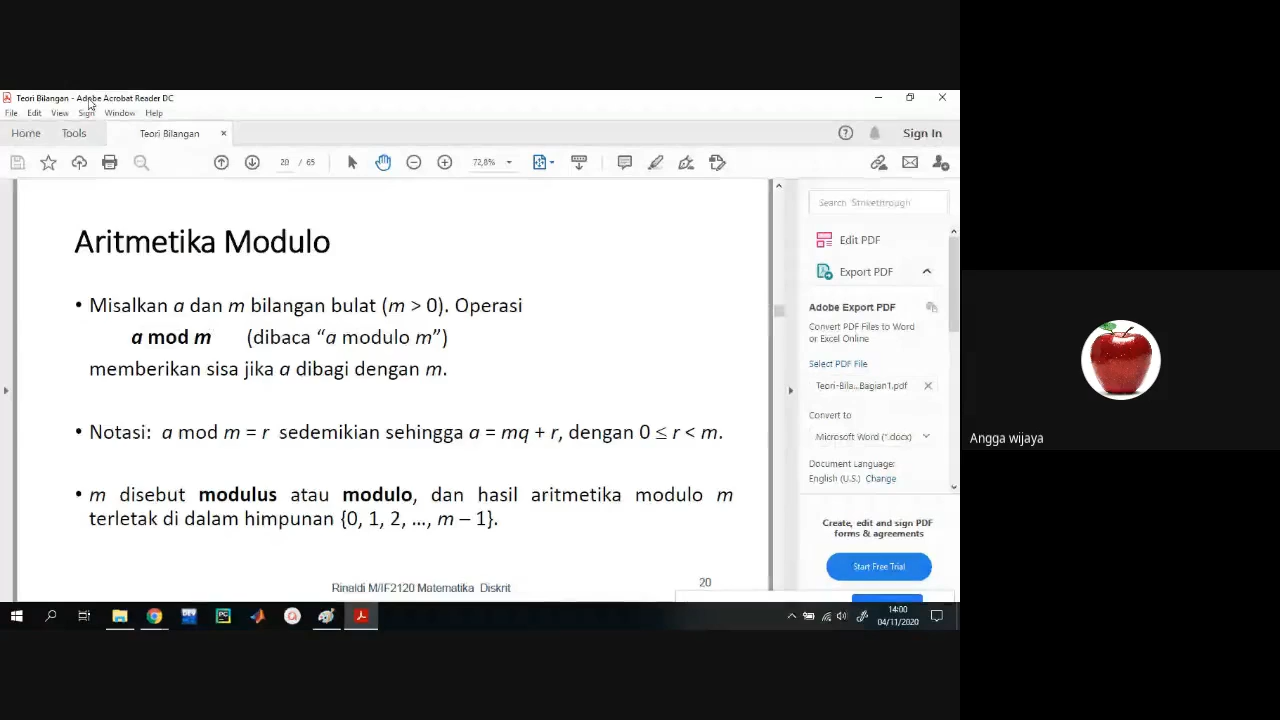 Teori Bilangan - Adobe Acrobat Reader DC
File Edit View Sign Window Help
Home Tools Teori Bilangan × Sign In
20 / 65 72,8%
Aritmetika Modulo
• Misalkan a dan m bilangan bulat (m > 0). Operasi
a mod m (dibaca “a modulo m”)
memberikan sisa jika a dibagi dengan m.
• Notasi: a mod m = r sedemikian sehingga a = mq + r, dengan 0 ≤ r < m.
• m disebut modulus atau modulo, dan hasil aritmetika modulo m
terletak di dalam himpunan {0, 1, 2, …, m – 1}.
Rinaldi M/IF2120 Matematika Diskrit
20
Search 'Strikethrough'
Edit PDF
Export PDF
Adobe Export PDF
Convert PDF Files to Word
or Excel Online
Select PDF File
Teori-Bila...Bagian1.pdf
Convert to
Microsoft Word (*.docx)
Document Language:
English (U.S.) Change
Create, edit and sign PDF
forms & agreements
Start Free Trial
DEV
PC
14:00
04/11/2020
Angga wijaya